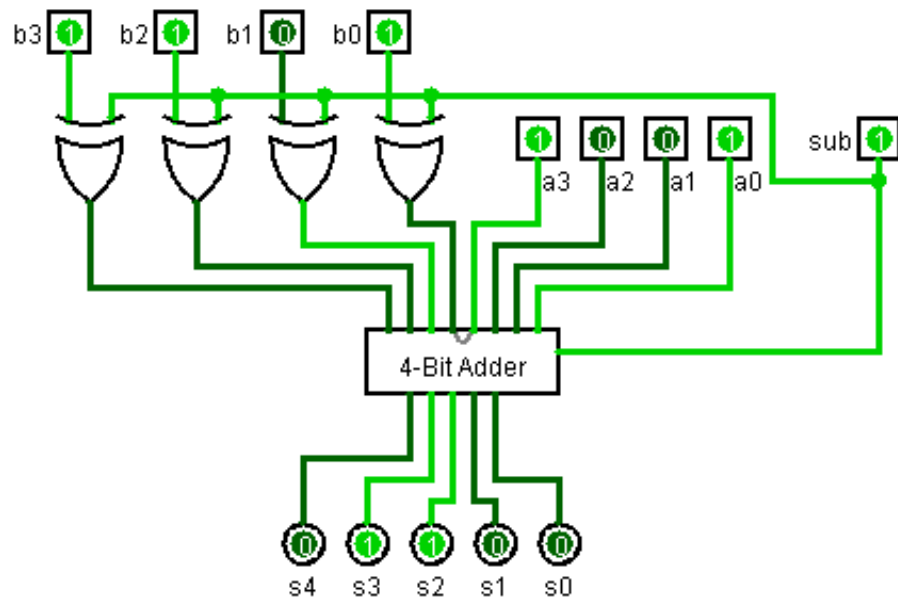 b3 1 b2 1 b1 0 b0 1
1 0 0 1 sub 1
a3 a2 a1 a0
4-Bit Adder
0 1 1 0 0
s4 s3 s2 s1 s0